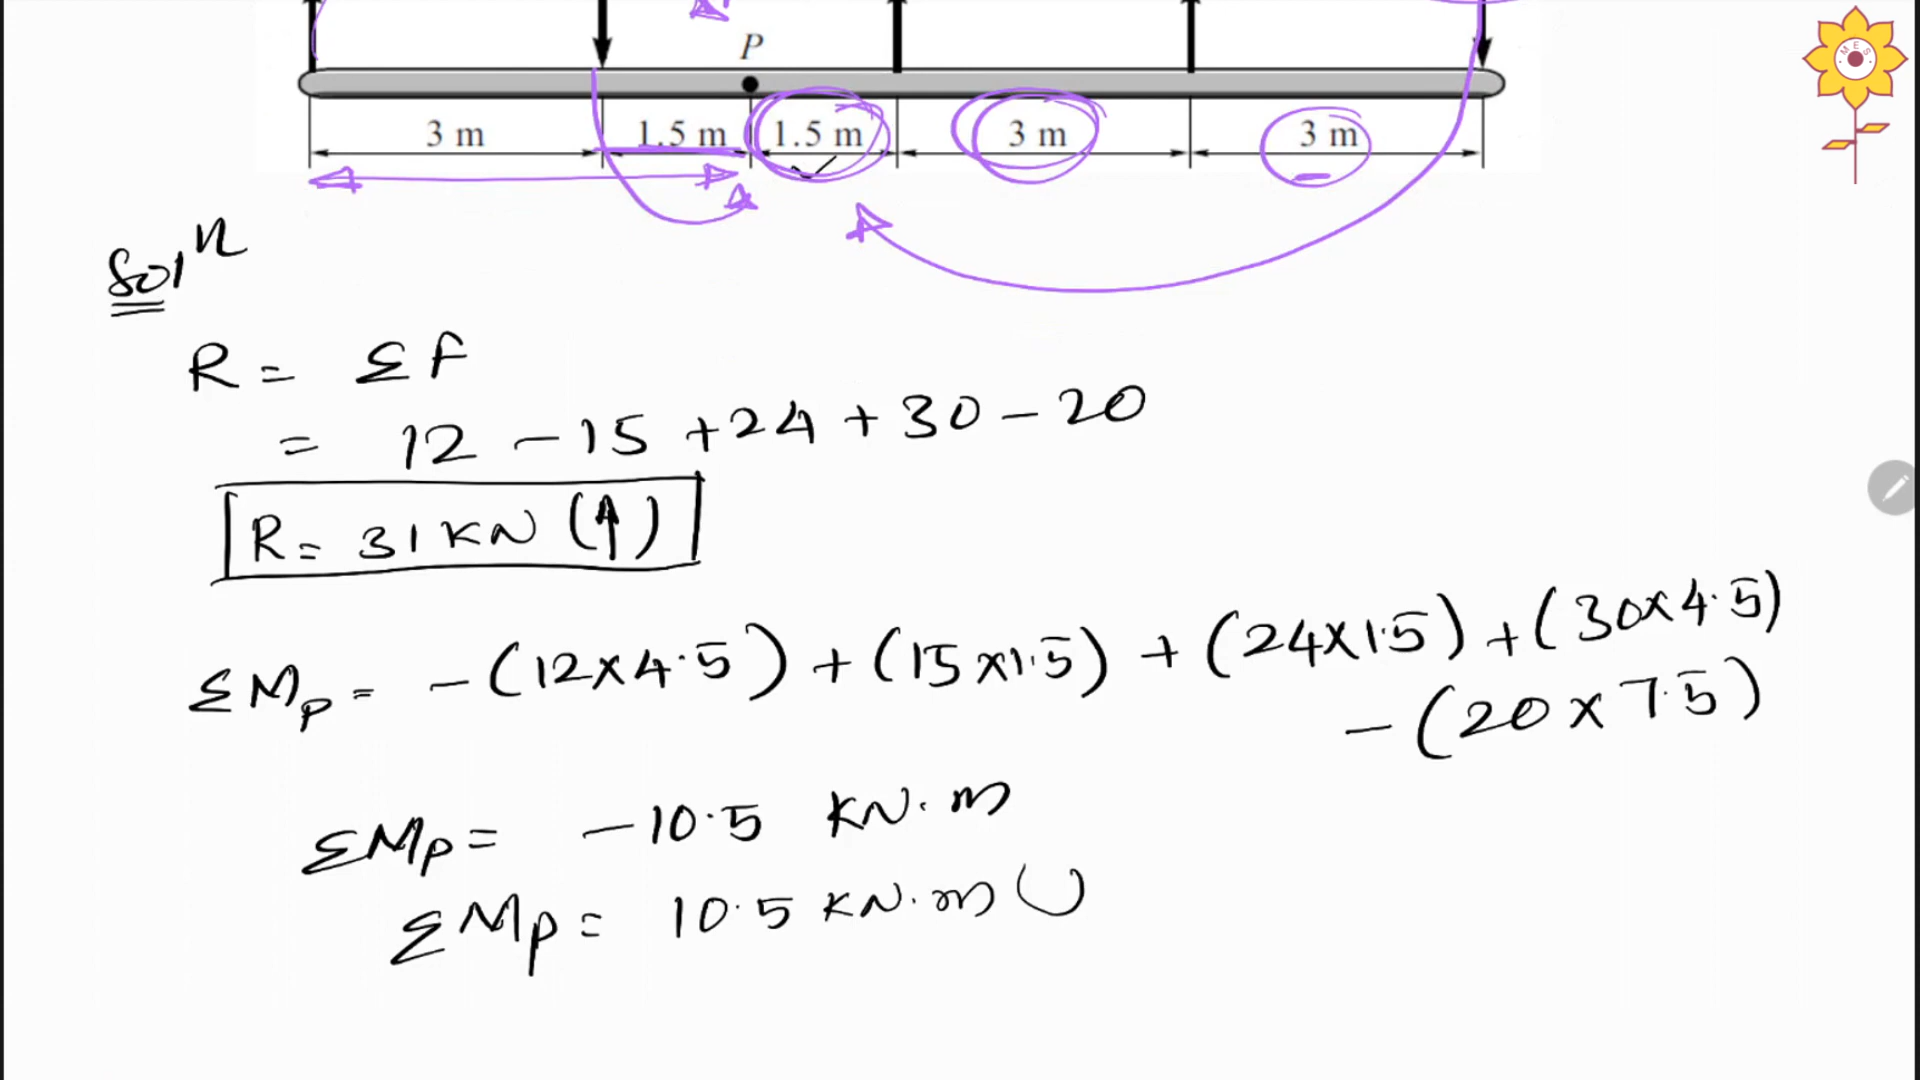 P
3 m 1.5 m 1.5 m 3 m 3 m
MES
Solⁿ
R = ΣF
= 12 - 15 + 24 + 30 - 20
R = 31 KN (↑)
ΣMp = - (12×4.5) + (15×1.5) + (24×1.5) + (30×4.5)
- (20×7.5)
ΣMp = -10.5 KN.m
ΣMp = 10.5 KN.m